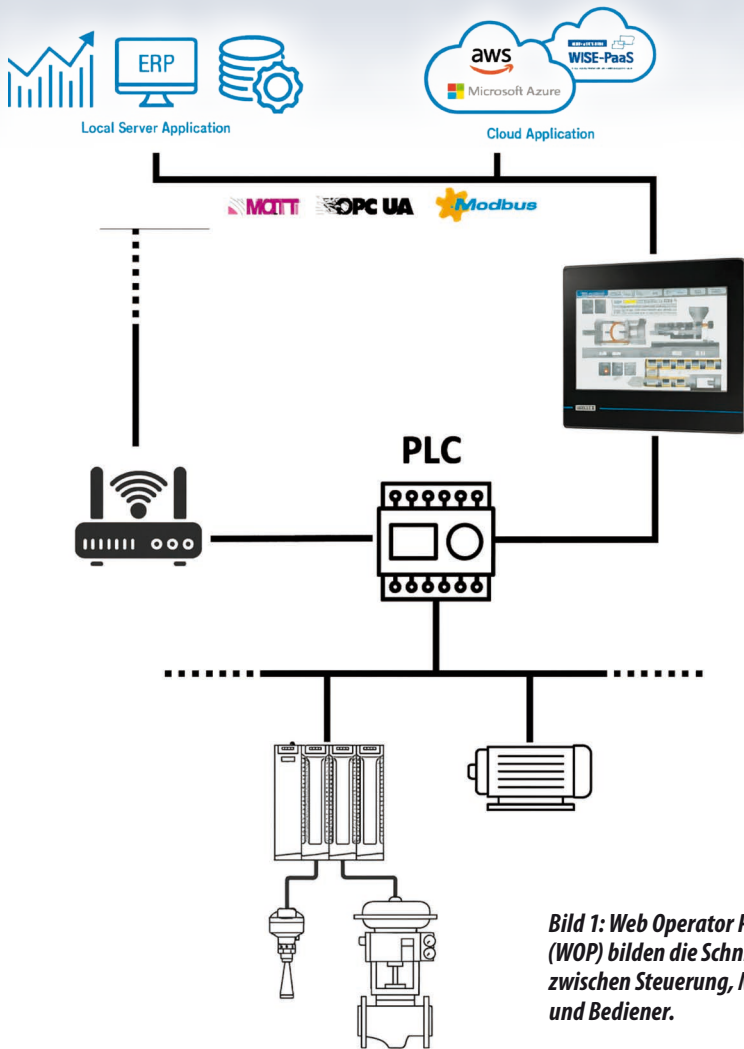 ERP
aws
Microsoft Azure
WISE-PaaS
Local Server Application
Cloud Application
MQTT
OPC UA
Modbus
PLC
Bild 1: Web Operator
(WOP) bilden die
zwischen Steuerung,
und Bediener.